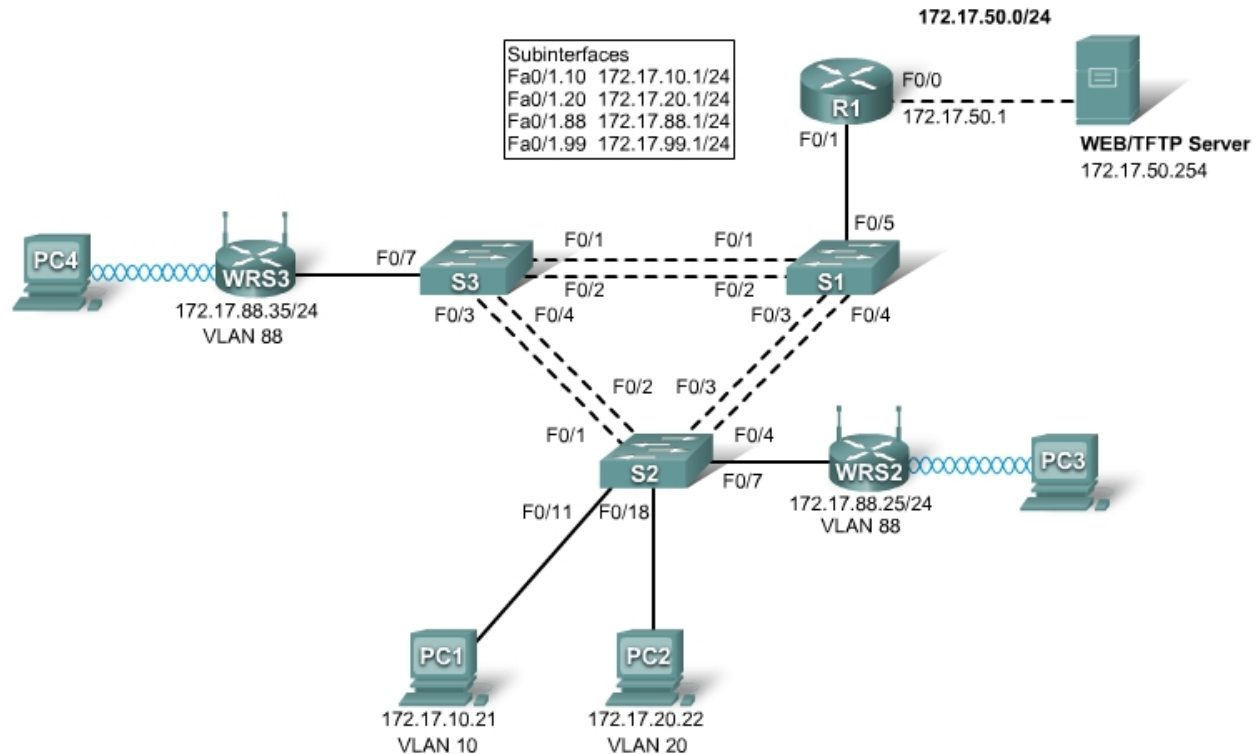 172.17.50.0/24
Subinterfaces
Fa0/1.10 172.17.10.1/24
Fa0/1.20 172.17.20.1/24
Fa0/1.88 172.17.88.1/24
Fa0/1.99 172.17.99.1/24
R1
F0/0
172.17.50.1
F0/1
WEB/TFTP Server
172.17.50.254
F0/5
PC4
WRS3
F0/7
172.17.88.35/24
VLAN 88
S3
F0/1
F0/1
F0/2
F0/2
S1
F0/3
F0/4
F0/3
F0/4
F0/2
F0/3
F0/1
F0/4
S2
F0/7
WRS2
PC3
172.17.88.25/24
VLAN 88
F0/11
F0/18
PC1
PC2
172.17.10.21
172.17.20.22
VLAN 10
VLAN 20